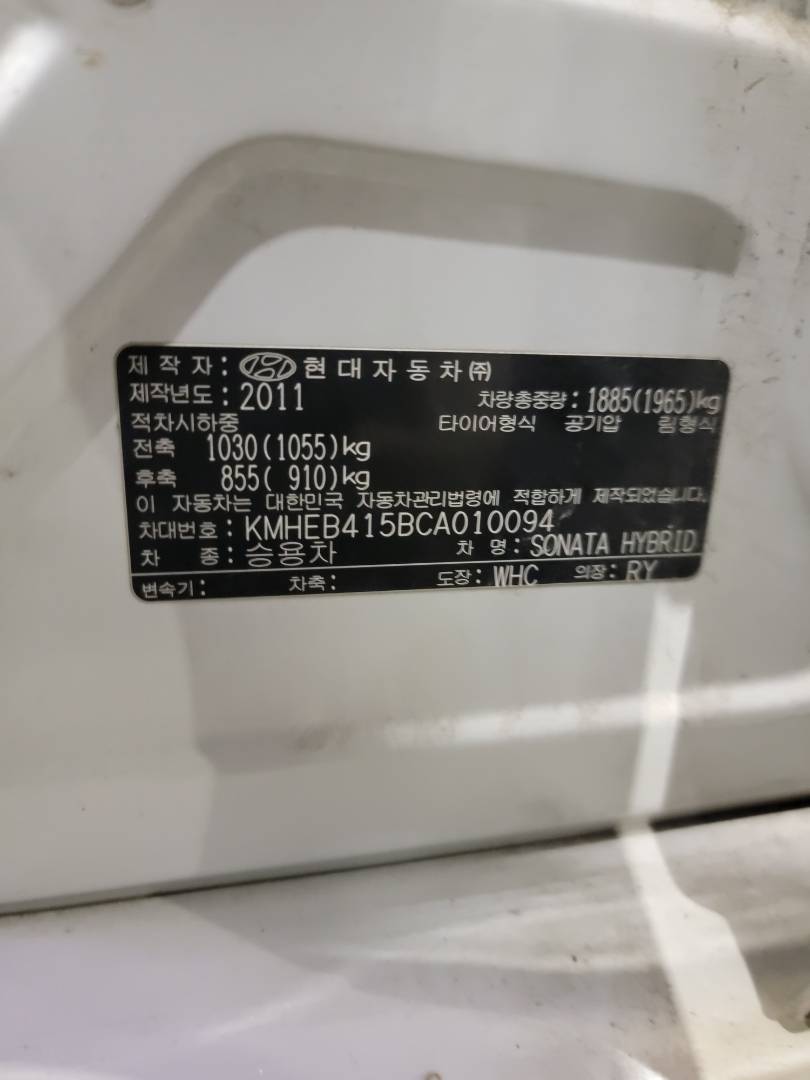 제 작 자 : 현대자동차㈜
제작년도 : 2011 차량총중량 : 1885(1965)kg
적차시하중 타이어형식 공기압 림형식
전축 1030(1055)kg
후축 855( 910)kg
이 자동차는 대한민국 자동차관리법령에 적합하게 제작되었습니다.
차대번호 : KMHEB415BCA010094
차 종 : 승용차 차 명 : SONATA HYBRID
변속기 : 차축 : 도장 : WHC 의장 : RY